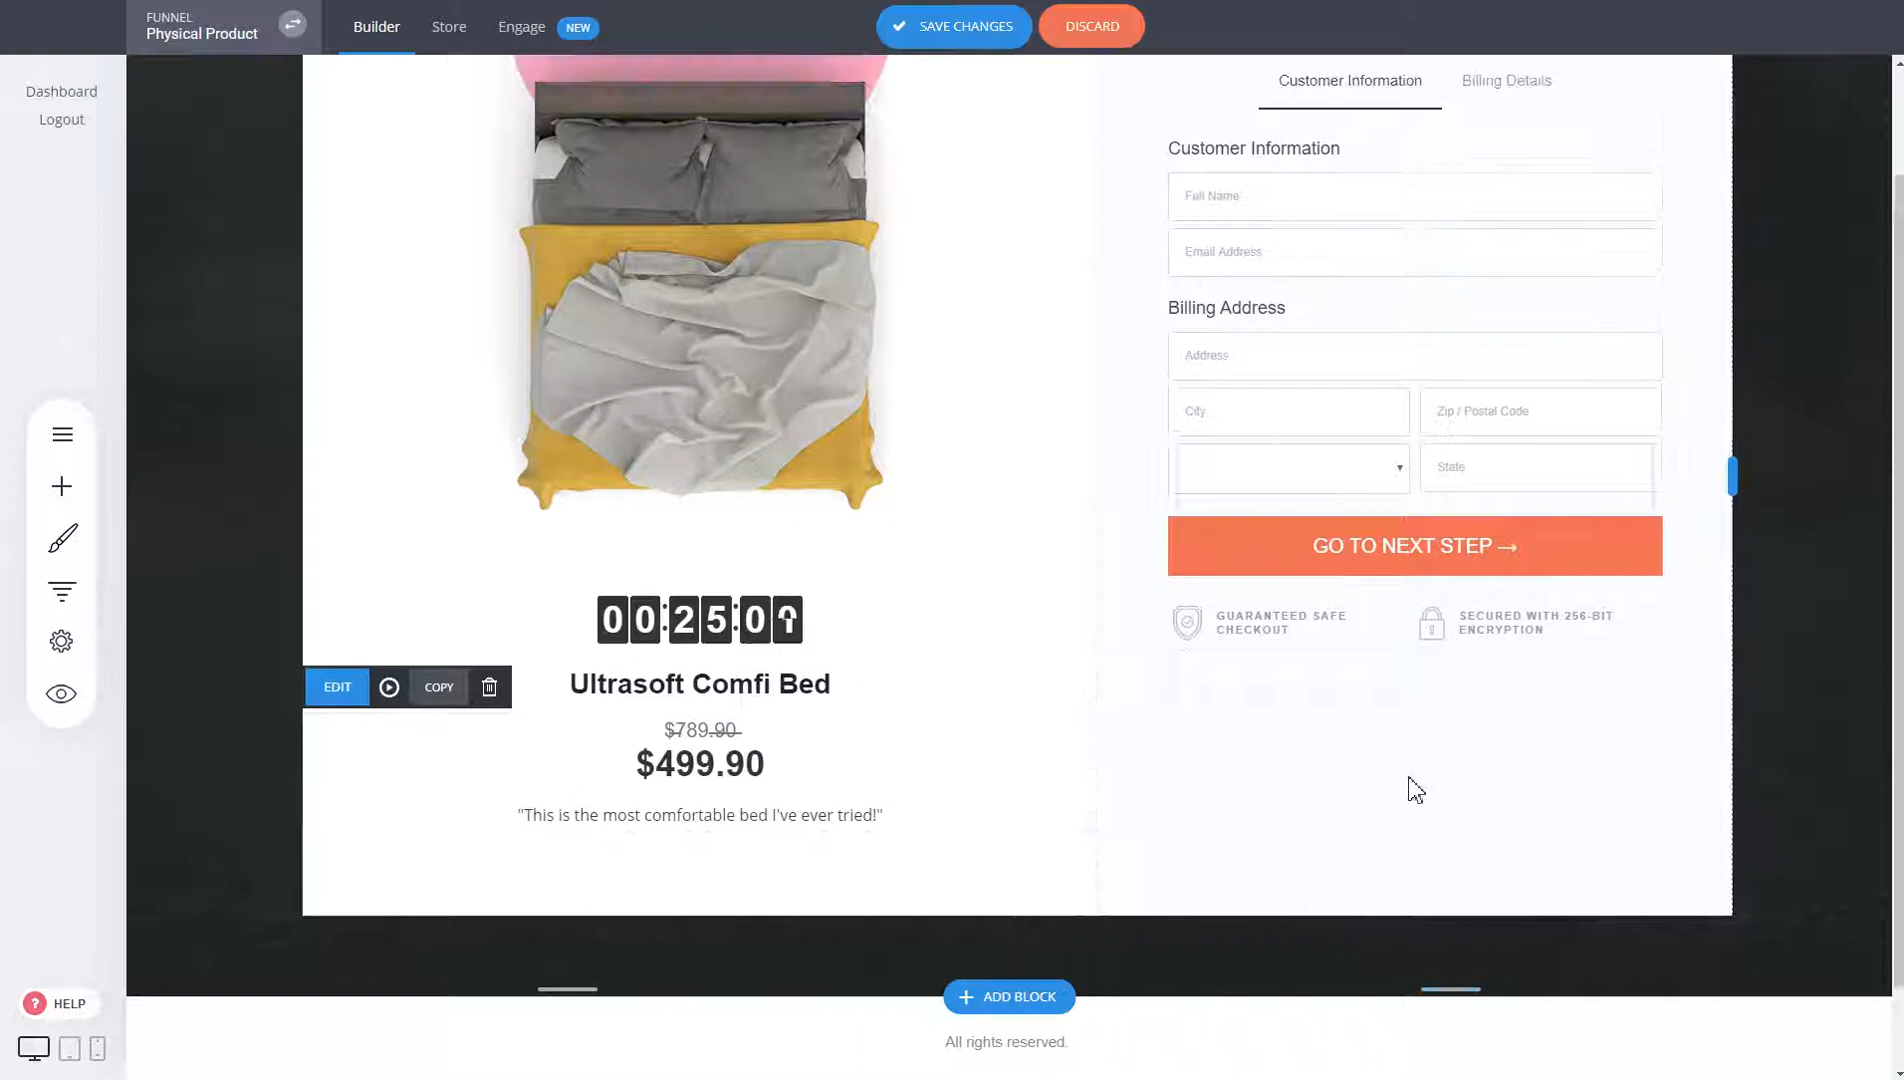 FUNNEL
Physical Product
Builder
Store
Engage
NEW
SAVE CHANGES
DISCARD
Dashboard
Logout
Customer Information
Billing Details
Customer Information
Full Name
Email Address
Billing Address
Address
City
Zip / Postal Code
State
GO TO NEXT STEP →
GUARANTEED SAFE
CHECKOUT
SECURED WITH 256-BIT
ENCRYPTION
00:25:0
EDIT
COPY
Ultrasoft Comfi Bed
$789.90
$499.90
"This is the most comfortable bed I've ever tried!"
? HELP
+ ADD BLOCK
All rights reserved.